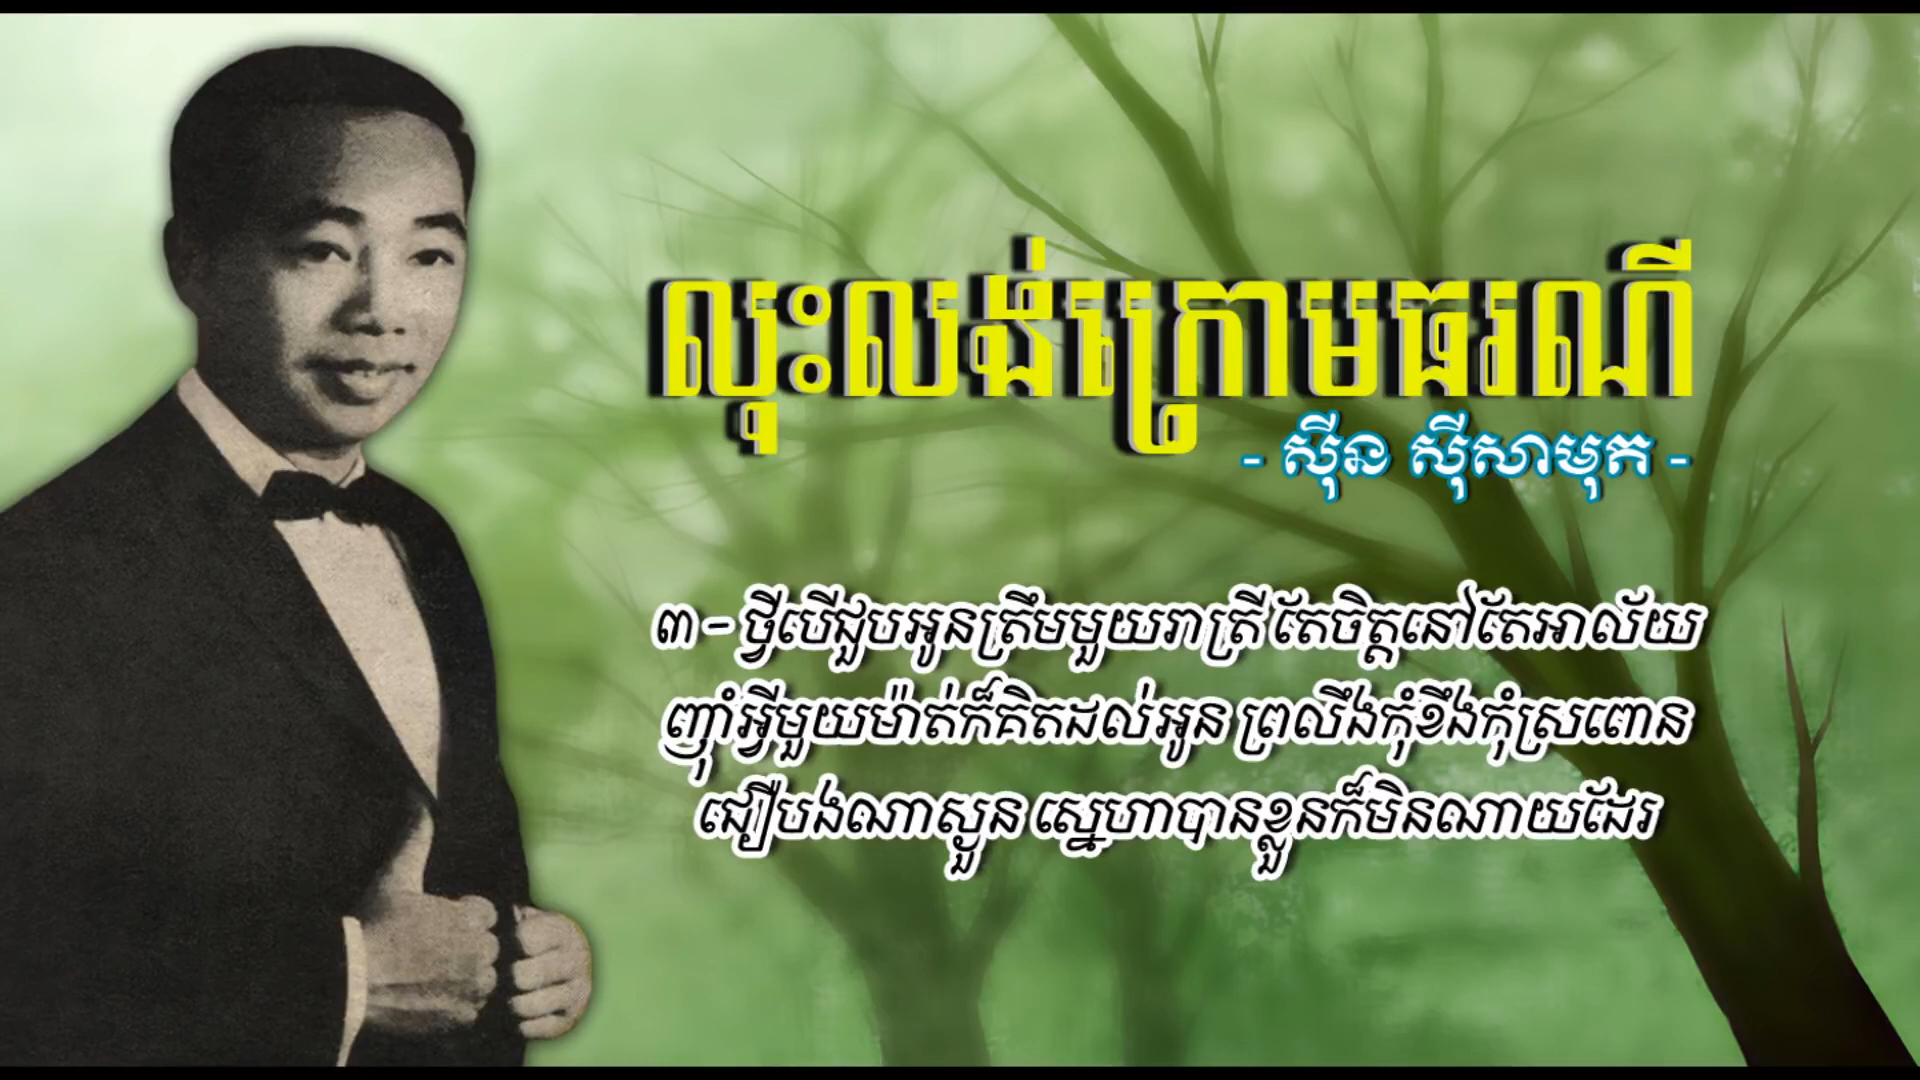 លុះលង់ក្រោមធរណី
- ស៊ីន ស៊ីសាមុត -
៣ - ថ្វីបើជួបអូនត្រឹមមួយរាត្រី តែចិត្តនៅតែអាល័យ
ញ៉ាំអ្វីមួយម៉ាត់ក៏គិតដល់អូន ព្រលឹងកុំខឹងកុំស្រពោន
ជឿបងណាស្ងួន ស្នេហាបានខ្លួនក៏មិនណាយដែរ